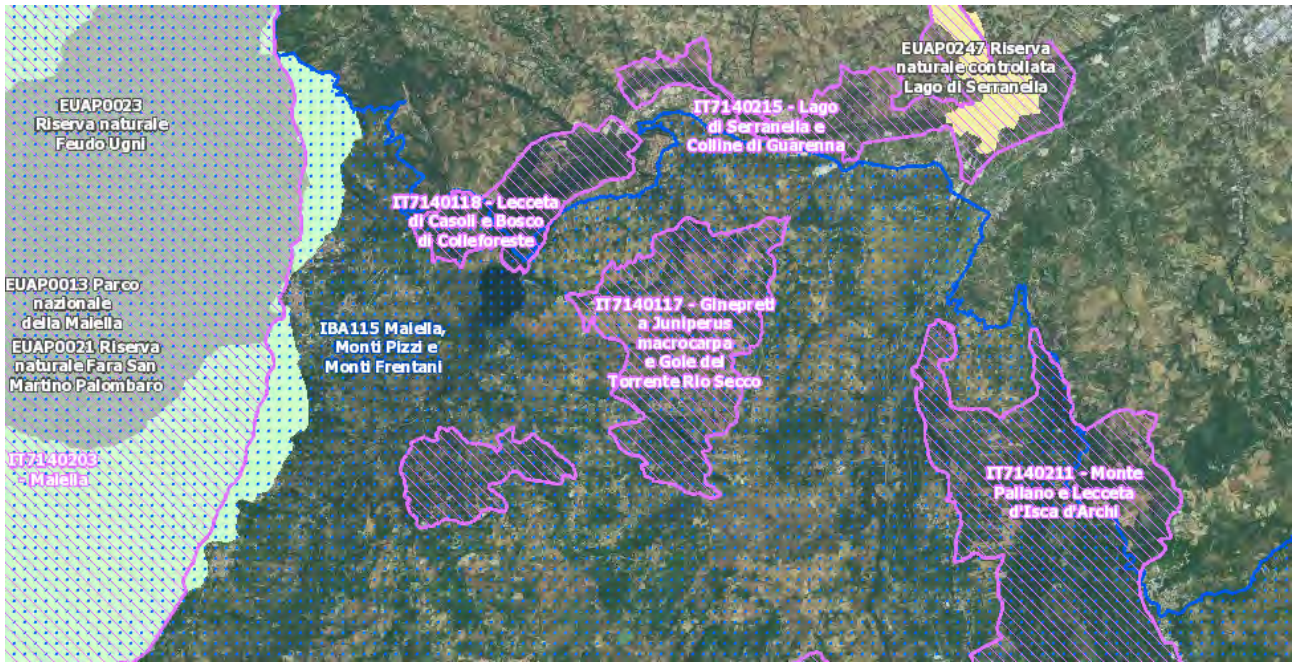 EUAP0247 Riserva
naturale controllata
Lago di Serranella
EUAP0023
Riserva naturale
Feudo Ugni
IT7140215 - Lago
di Serranella e
Colline di Guarenna
IT7140118 - Lecceta
di Casoli e Bosco
di Colleforeste
EUAP0013 Parco
nazionale
della Maiella
EUAP0021 Riserva
naturale Fara San
Martino Palombaro
IBA115 Maiella,
Monti Pizzi e
Monti Frentani
IT7140117 - Ginepreti
a Juniperus
macrocarpa
e Gole del
Torrente Rio Secco
IT7140203
- Maiella
IT7140211 - Monte
Pallano e Lecceta
d'Isca d'Archi